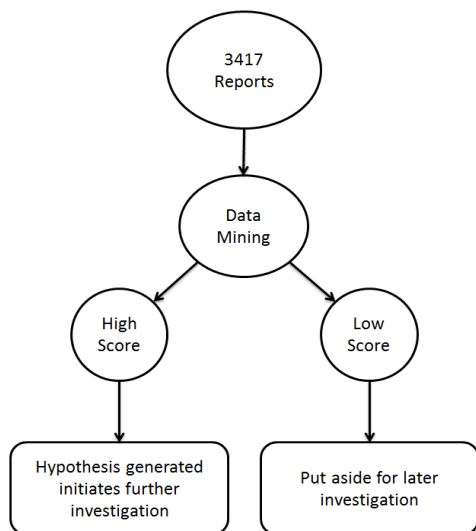 3417
Reports
Data
Mining
High
Score
Low
Score
Hypothesis generated
initiates further
investigation
Put aside for later
investigation